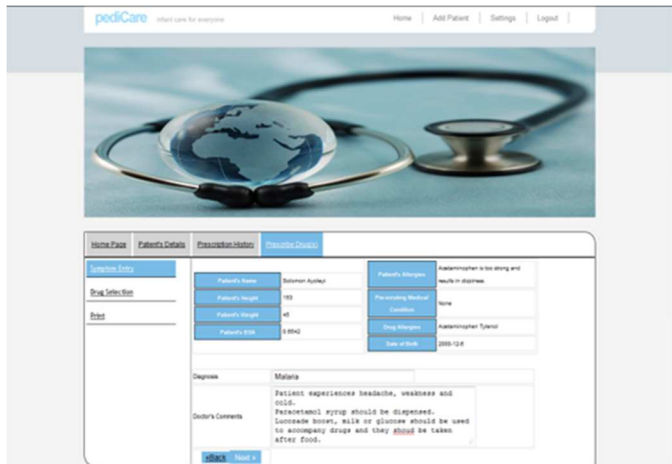 pediCare infant care for everyone
Home Add Patient Settings Logout
Home Page Patient's Details Prescription History Prescribe Drug(s)
Symptom Entry
Drug Selection
Print
Patient's Name Solomon Ayoleyi
Patient's Height 153
Patient's Weight 45
Patient's BSA
Patient's Allergies Acetaminophen is too strong and
results in dizziness.
Pre-existing Medical
Condition None
Drug Allergies Acetaminophen Tylenol
Date of Birth
Diagnosis Malaria
Doctor's Comments
Patient experiences headache, weakness and
cold.
Paracetamol syrup should be dispensed.
Lucozade boost, milk or glucose should be used
to accompany drugs and they shoud be taken
after food.
«Back Next »